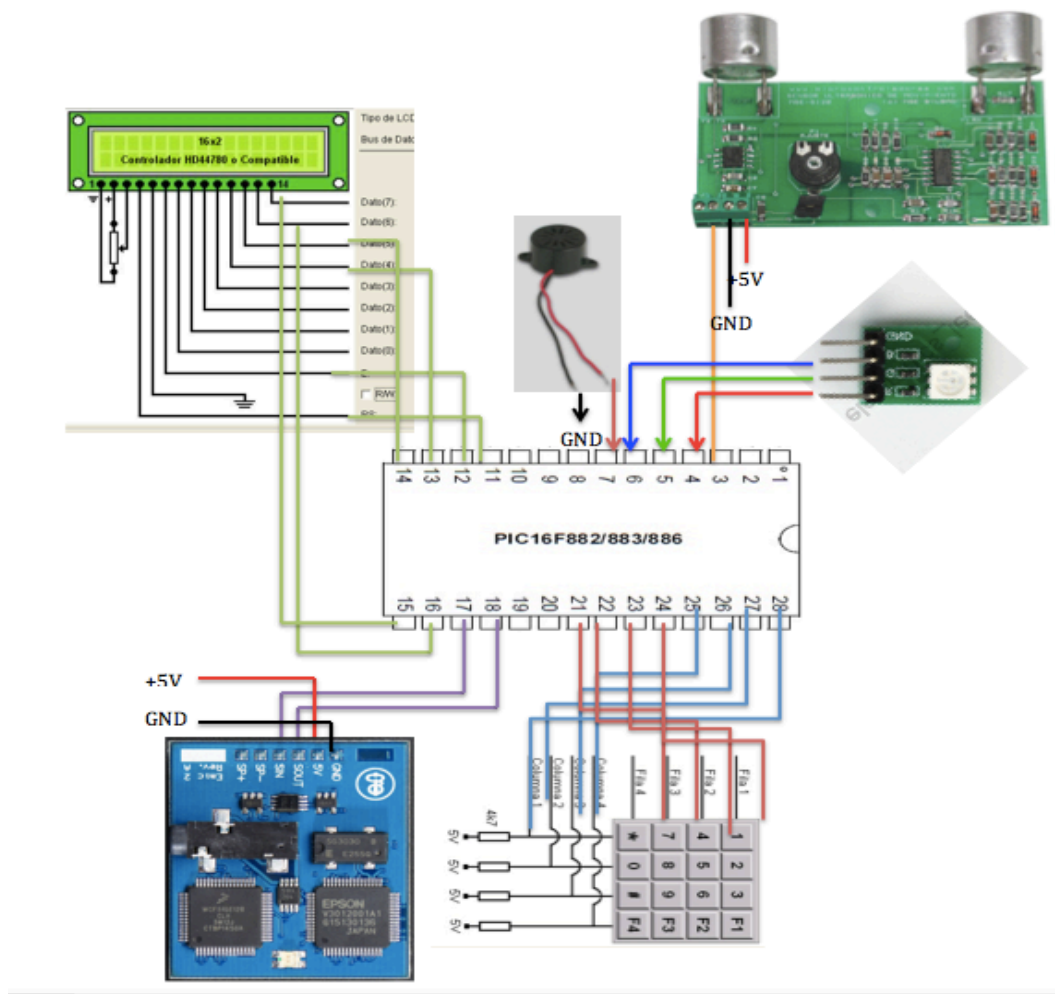 16x2
Controlador HD44780 o Compatible
1
14
+
Tipo de LCD
Bus de Dato
Dato(7):
Dato(6):
Dato(5):
Dato(4):
Dato(3):
Dato(2):
Dato(1):
Dato(0):
R/W
+5V
GND
GND
GND
14 13 12 11 10 9 8 7 6 5 4 3 2 1
PIC16F882/883/886
15 16 17 18 19 20 21 22 23 24 25 26 27 28
+5V
GND
Emic
Rev.
SP+
SP-
SIN
SOUT
5V
GND
EPSON
V3012001A1
JAPAN
Columna 1
Columna 2
Columna 3
Columna 4
Fila 4
Fila 3
Fila 2
Fila 1
4k7
5V
5V
5V
5V
* 7 4 1
0 8 5 2
# 9 6 3
F4 F3 F2 F1